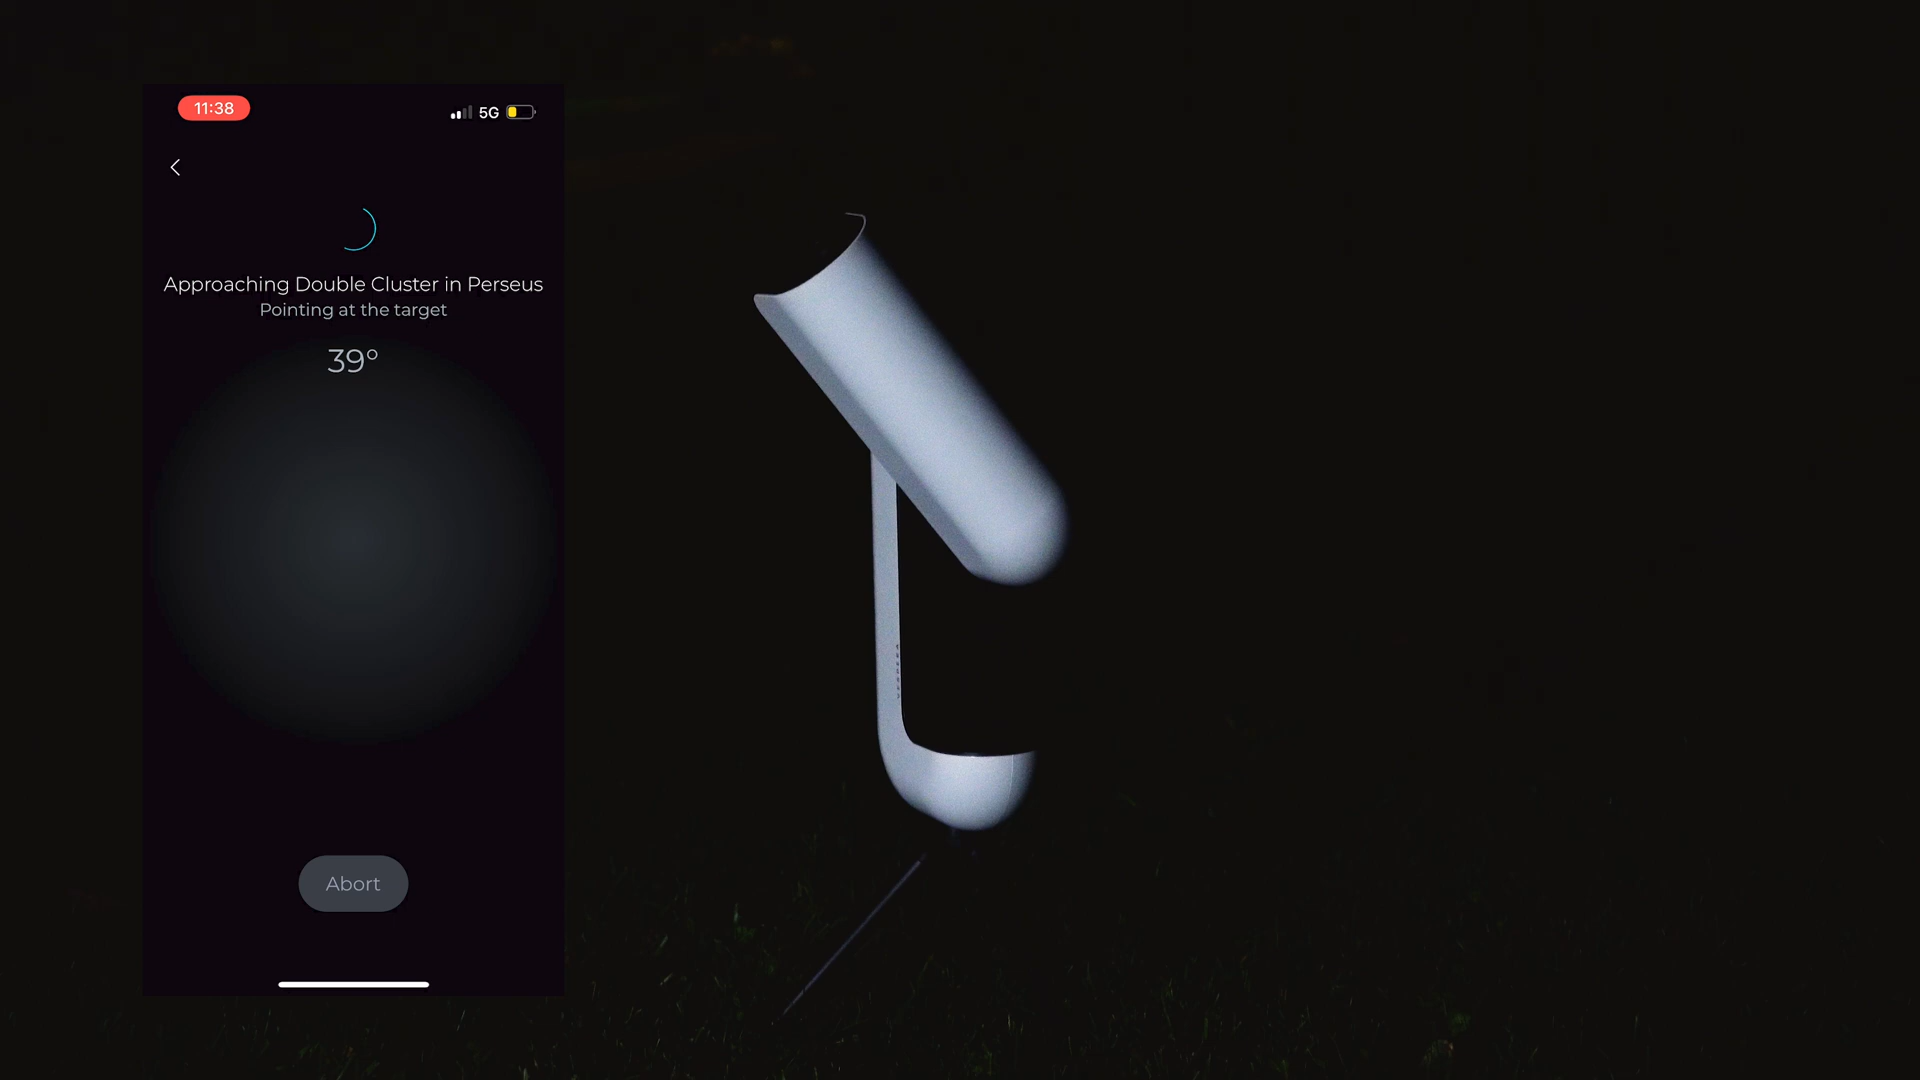 11:38
5G
Approaching Double Cluster in Perseus
Pointing at the target
39°
Abort